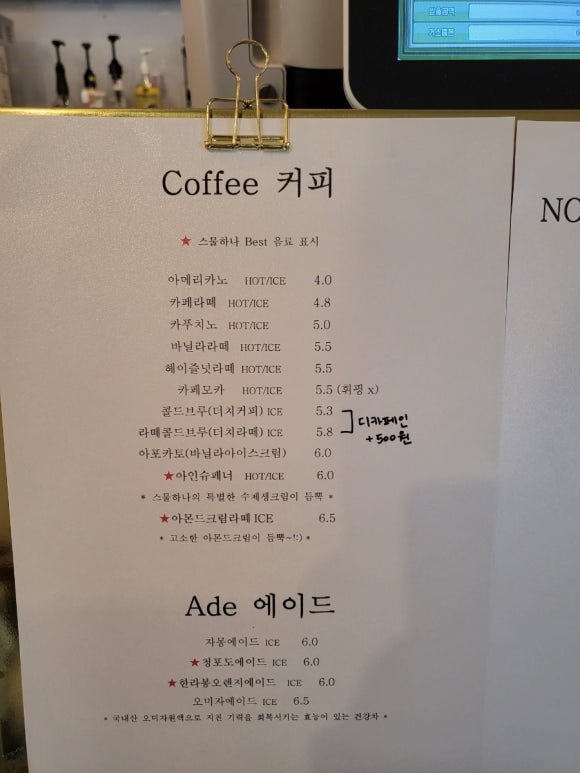 받을금액
거스름돈
Coffee 커피
NO
★ 스물하나 Best 음료 표시
아메리카노 HOT/ICE 4.0
카페라떼 HOT/ICE 4.8
카푸치노 HOT/ICE 5.0
바닐라라떼 HOT/ICE 5.5
헤이즐넛라떼 HOT/ICE 5.5
카페모카 HOT/ICE 5.5 (휘핑 x)
콜드브루(더치커피) ICE 5.3
라떼콜드브루(더치라떼) ICE 5.8
디카페인
+500원
아포카토(바닐라아이스크림) 6.0
★아인슈페너 HOT/ICE 6.0
* 스물하나의 특별한 수제생크림이 듬뿍 *
★아몬드크림라떼 ICE 6.5
* 고소한 아몬드크림이 듬뿍~!:) *
Ade 에이드
자몽에이드 ICE 6.0
★청포도에이드 ICE 6.0
★한라봉오렌지에이드 ICE 6.0
오미자에이드 ICE 6.5
* 국내산 오미자원액으로 지친 기력을 회복시키는 효능이 있는 건강차 *